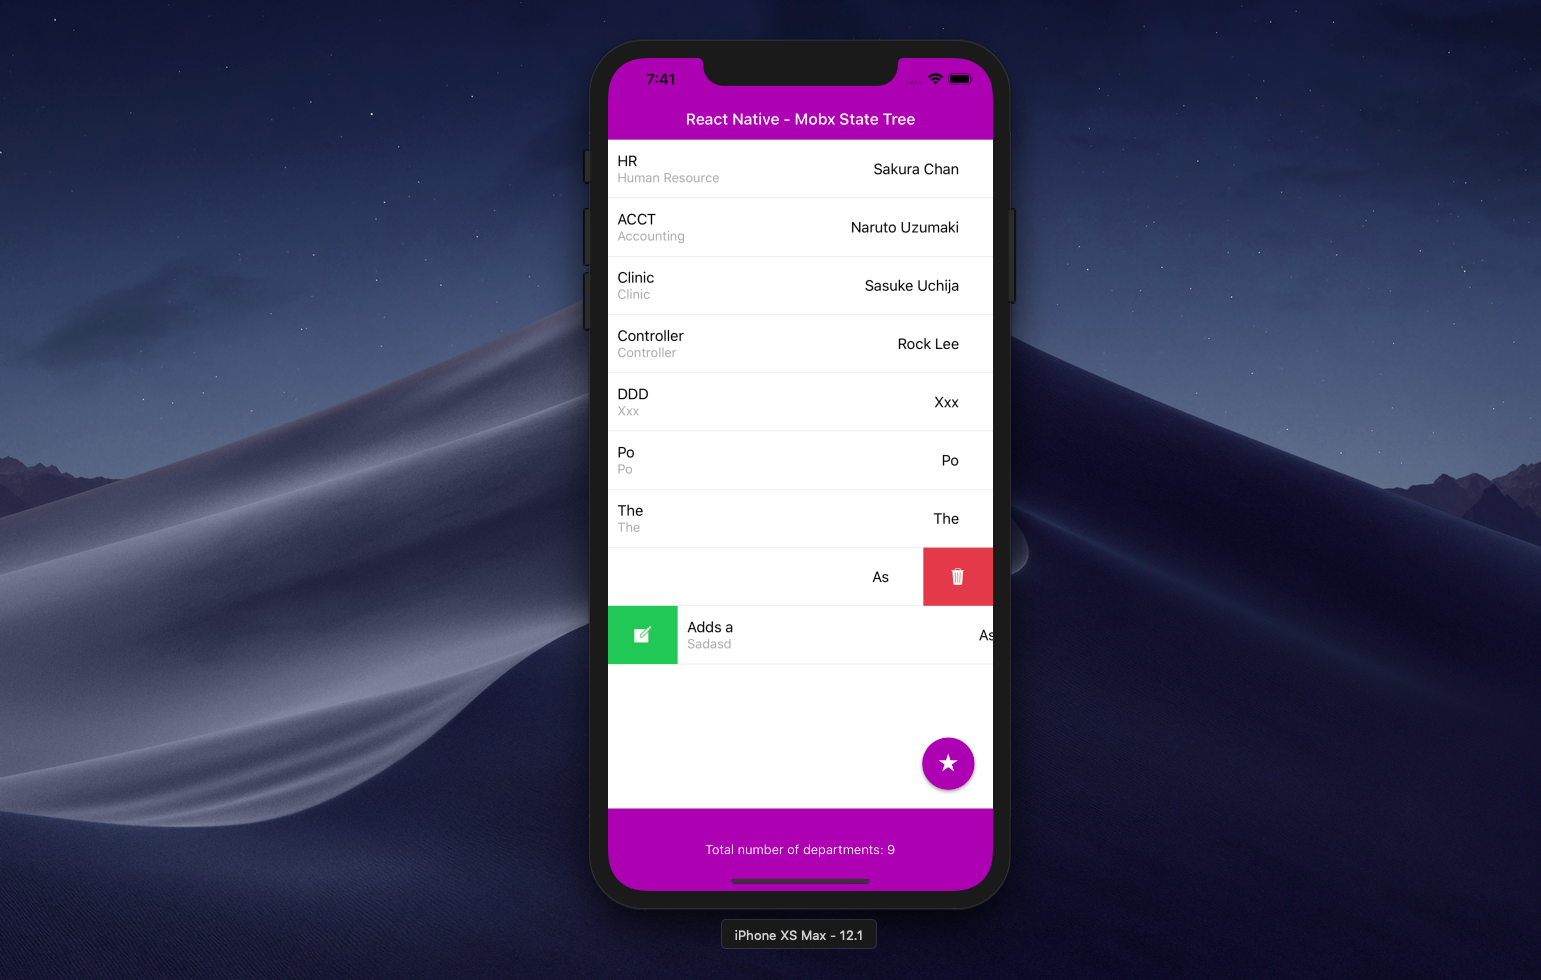 7:41
React Native - Mobx State Tree
HR
Human Resource
Sakura Chan
ACCT
Accounting
Naruto Uzumaki
Clinic
Clinic
Sasuke Uchija
Controller
Controller
Rock Lee
DDD
Xxx
Xxx
Po
Po
Po
The
The
The
As
Adds a
Sadasd
As
Total number of departments: 9
iPhone XS Max - 12.1